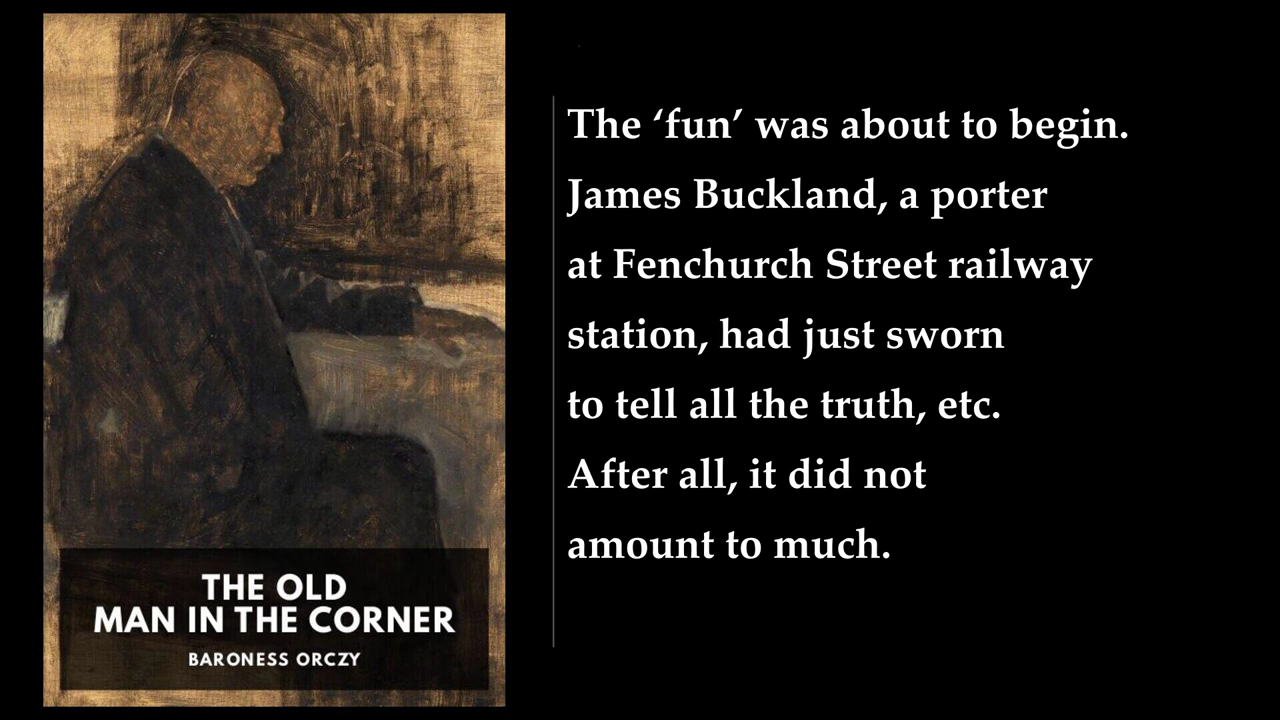 THE OLD
MAN IN THE CORNER
BARONESS ORCZY
The ‘fun’ was about to begin.
James Buckland, a porter
at Fenchurch Street railway
station, had just sworn
to tell all the truth, etc.
After all, it did not
amount to much.